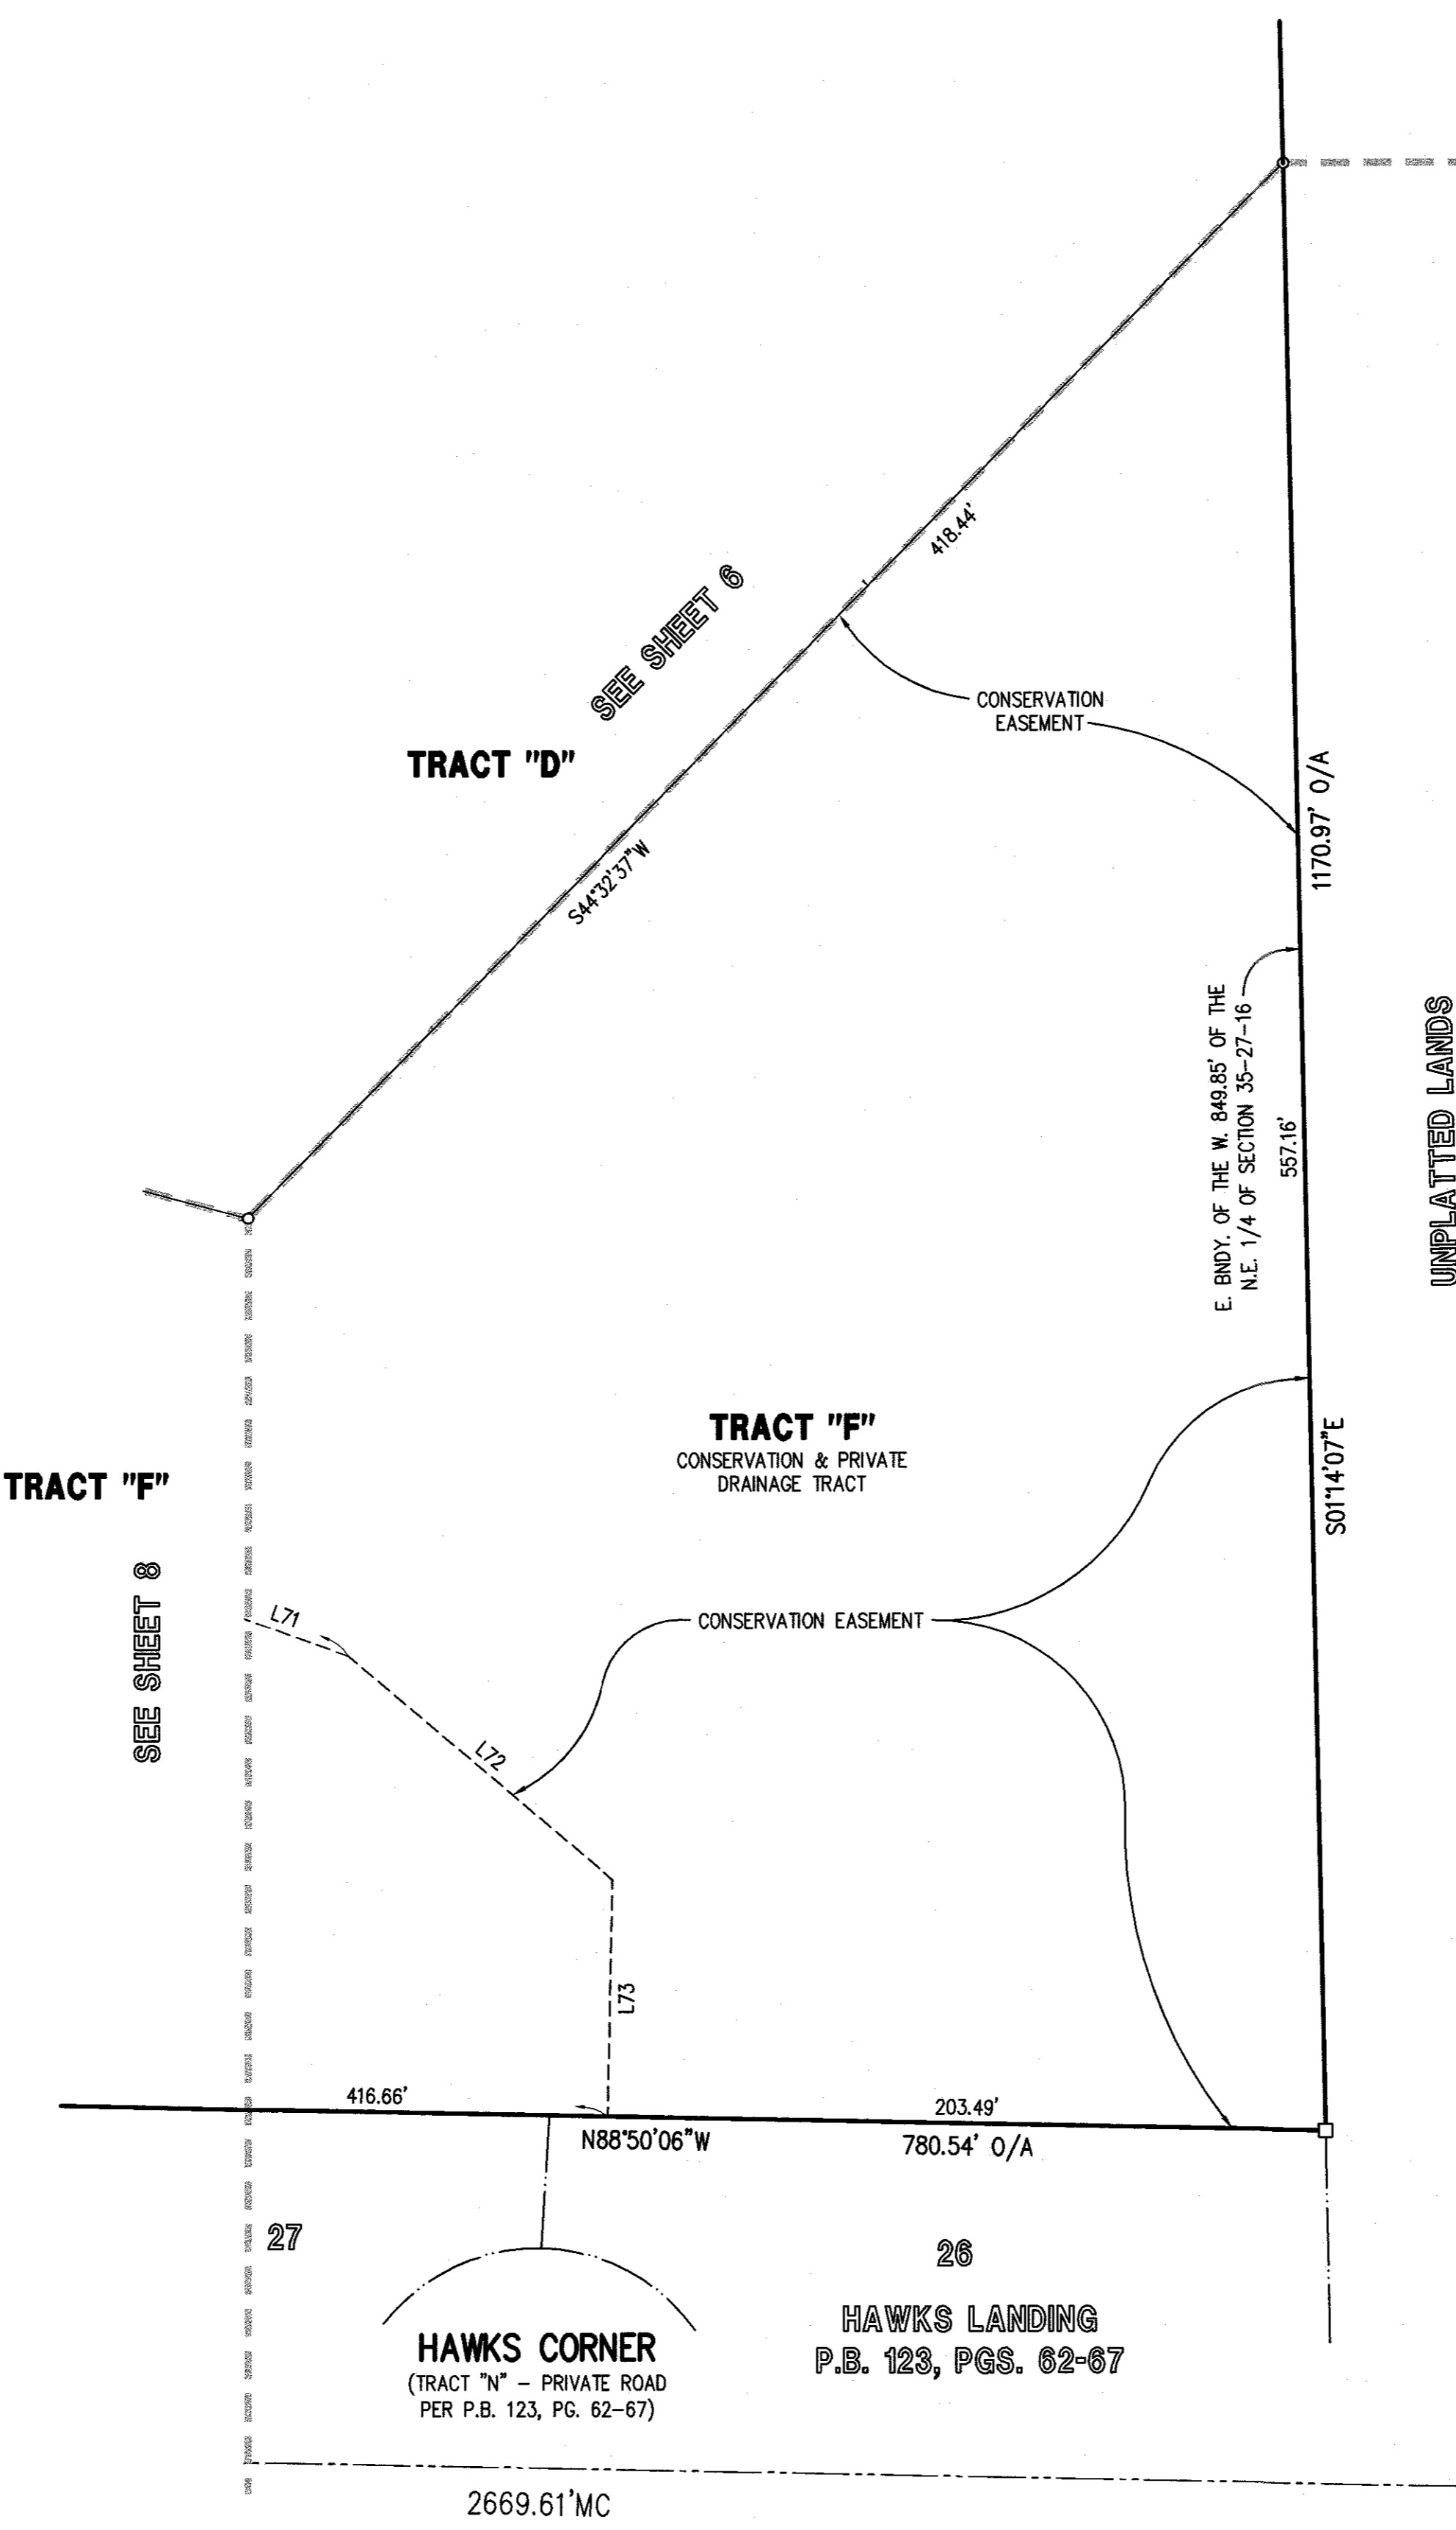 418.44'
SEE SHEET 6
CONSERVATION
EASEMENT
TRACT "D"
1170.97' O/A
S44°32'37"W
E. BNDY. OF THE W. 849.85' OF THE
N.E. 1/4 OF SECTION 35-27-16
557.16'
UNPLATTED LANDS
TRACT "F"
CONSERVATION & PRIVATE
DRAINAGE TRACT
S01°14'07"E
TRACT "F"
SEE SHEET 8
L71
CONSERVATION EASEMENT
L72
L73
416.66'
203.49'
N88°50'06"W
780.54' O/A
27
26
HAWKS LANDING
P.B. 123, PGS. 62-67
HAWKS CORNER
(TRACT "N" – PRIVATE ROAD
PER P.B. 123, PG. 62–67)
2669.61'MC